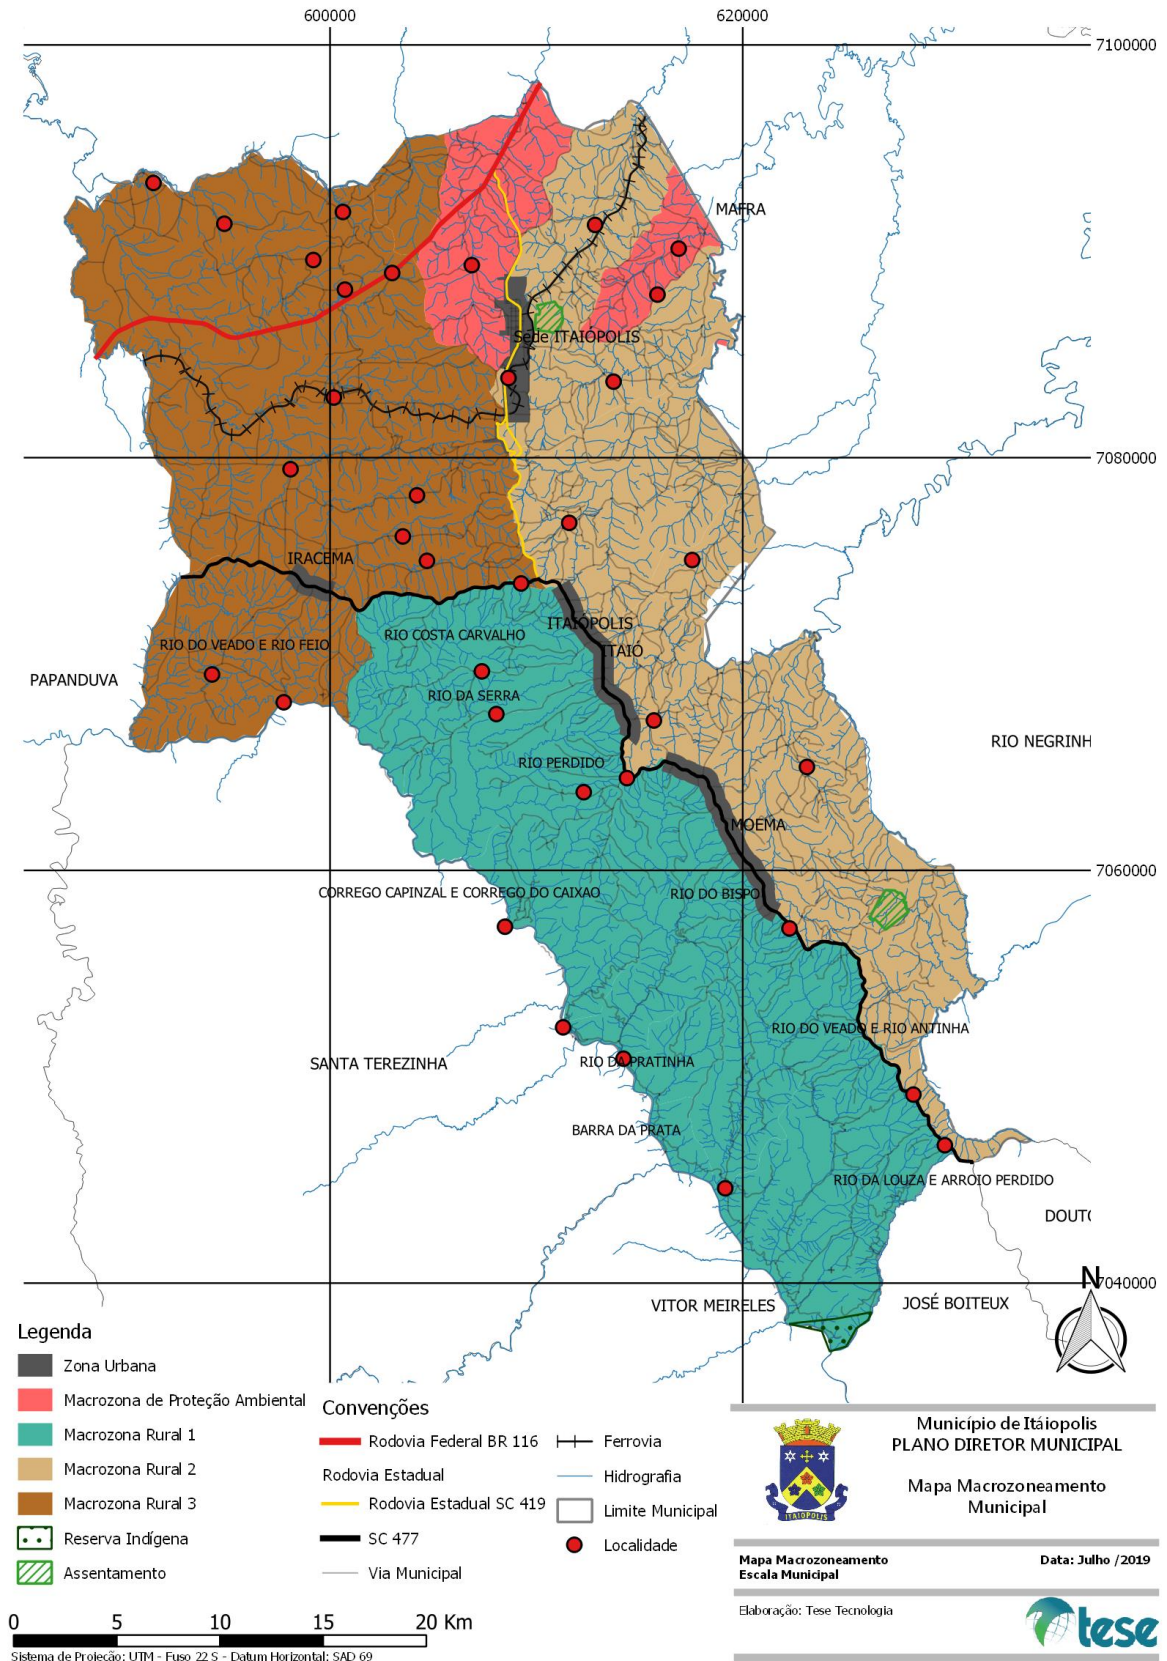 600000
620000
7100000
MAFRA
Sede ITAIÓPOLIS
7080000
IRACEMA
ITAIÓPOLIS
RIO COSTA CARVALHO
RIO DO VEADO E RIO FEIO
ITAIÓ
PAPANDUVA
RIO DA SERRA
RIO NEGRINH
RIO PERDIDO
MOEMA
7060000
CORREGO CAPINZAL E CORREGO DO CAIXAO
RIO DO BISPO
RIO DO VEADO E RIO ANTINHA
SANTA TEREZINHA
RIO DA PRATINHA
BARRA DA PRATA
RIO DA LOUZA E ARROIO PERDIDO
DOUTO
N
7040000
VITOR MEIRELES
JOSÉ BOITEUX
Legenda
Zona Urbana
Macrozona de Proteção Ambiental
Macrozona Rural 1
Macrozona Rural 2
Macrozona Rural 3
Reserva Indígena
Assentamento
Convenções
Rodovia Federal BR 116
Rodovia Estadual
Rodovia Estadual SC 419
SC 477
Via Municipal
Ferrovia
Hidrografia
Limite Municipal
Localidade
0 5 10 15 20 Km
Sistema de Projeção: UTM - Fuso 22 S - Datum Horizontal: SAD 69
ITAIOPOLIS
Município de Itáiopolis
PLANO DIRETOR MUNICIPAL
Mapa Macrozoneamento
Municipal
Mapa Macrozoneamento
Escala Municipal
Data: Julho /2019
Elaboração: Tese Tecnologia
tese